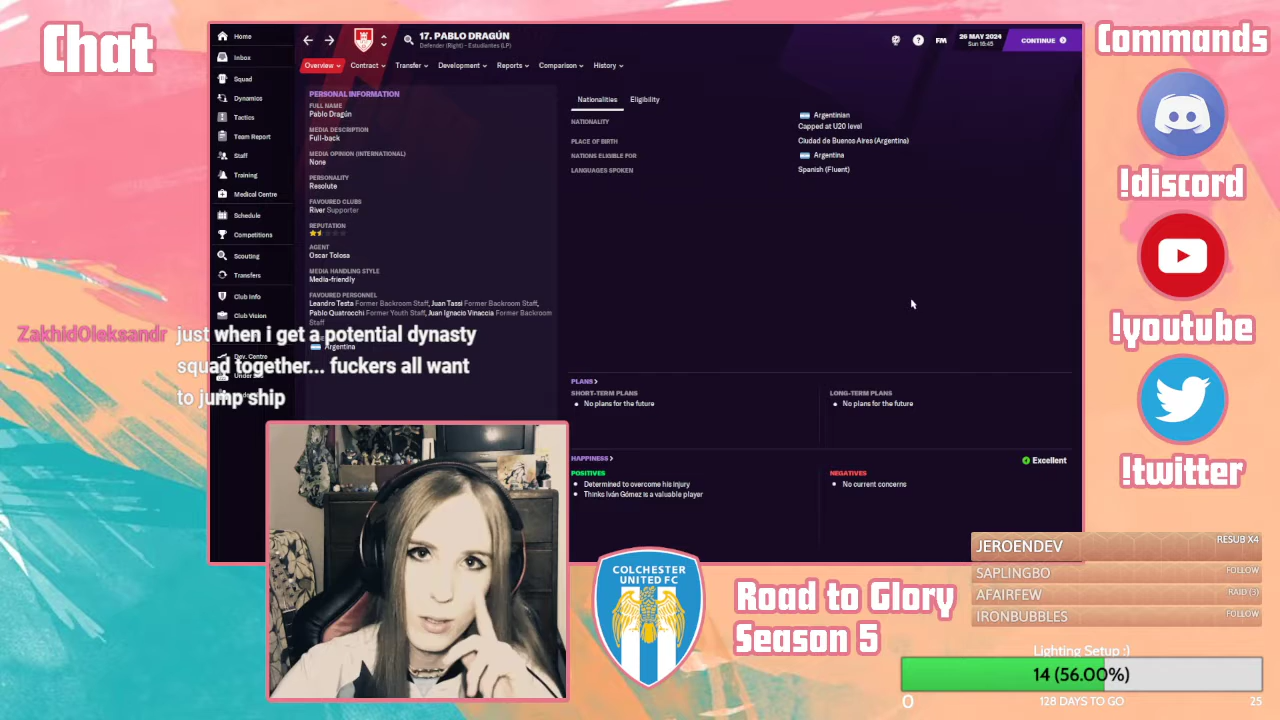 Chat
Commands
Home
Inbox
Squad
Dynamics
Tactics
Team Report
Staff
Training
Medical Centre
Schedule
Competitions
Scouting
Transfers
Club Info
Club Vision
Dev. Centre
17. PABLO DRAGÚN
Defender (Right) - Estudiantes (LP)
FM
26 MAY 2024
Sun 18:45
CONTINUE
Overview
Contract
Transfer
Development
Reports
Comparison
History
PERSONAL INFORMATION
FULL NAME
Pablo Dragún
MEDIA DESCRIPTION
Full-back
MEDIA OPINION (INTERNATIONAL)
None
PERSONALITY
Resolute
FAVOURED CLUBS
River Supporter
REPUTATION
AGENT
Oscar Tolosa
MEDIA HANDLING STYLE
Media-friendly
FAVOURED PERSONNEL
Leandro Testa Former Backroom Staff, Juan Tassi Former Backroom Staff,
Pablo Quatrocchi Former Youth Staff, Juan Ignacio Vinaccia Former Backroom
Staff
Argentina
Nationalities
Eligibility
NATIONALITY
Argentinian
Capped at U20 level
PLACE OF BIRTH
Ciudad de Buenos Aires (Argentina)
NATIONS ELIGIBLE FOR
Argentina
LANGUAGES SPOKEN
Spanish (Fluent)
PLANS
SHORT-TERM PLANS
No plans for the future
LONG-TERM PLANS
No plans for the future
HAPPINESS
Excellent
POSITIVES
Determined to overcome his injury
Thinks Iván Gómez is a valuable player
NEGATIVES
No current concerns
ZakhidOleksandr just when i get a potential dynasty
squad together... fuckers all want
to jump ship
!discord
!youtube
!twitter
COLCHESTER
UNITED FC
Road to Glory
Season 5
JEROENDEV RESUB X4
SAPLINGBO FOLLOW
AFAIRFEW RAID (3)
IRONBUBBLES FOLLOW
Lighting Setup :)
14 (56.00%)
0 128 DAYS TO GO 25